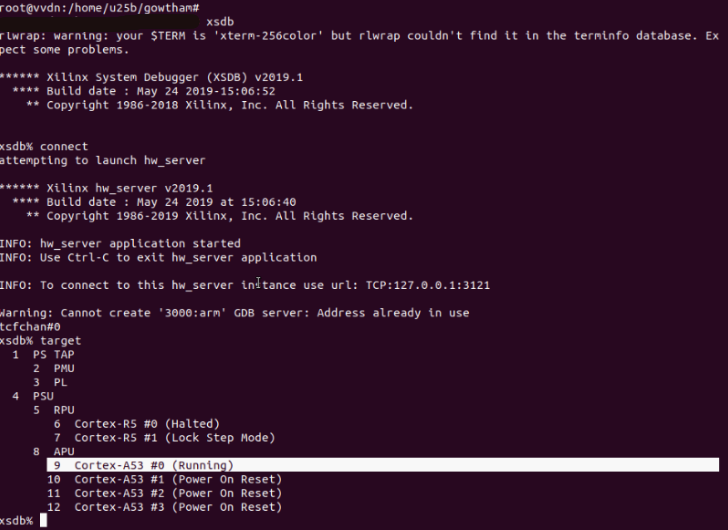 root@vvdn:/home/u25b/gowtham#
xsdb
rlwrap: warning: your $TERM is 'xterm-256color' but rlwrap couldn't find it in the terminfo database. Ex
pect some problems.
****** Xilinx System Debugger (XSDB) v2019.1
**** Build date : May 24 2019-15:06:52
** Copyright 1986-2018 Xilinx, Inc. All Rights Reserved.
xsdb% connect
attempting to launch hw_server
****** Xilinx hw_server v2019.1
**** Build date : May 24 2019 at 15:06:40
** Copyright 1986-2019 Xilinx, Inc. All Rights Reserved.
INFO: hw_server application started
INFO: Use Ctrl-C to exit hw_server application
INFO: To connect to this hw_server instance use url: TCP:127.0.0.1:3121
Warning: Cannot create '3000:arm' GDB server: Address already in use
tcfchan#0
xsdb% target
1 PS TAP
2 PMU
3 PL
4 PSU
5 RPU
6 Cortex-R5 #0 (Halted)
7 Cortex-R5 #1 (Lock Step Mode)
8 APU
9 Cortex-A53 #0 (Running)
10 Cortex-A53 #1 (Power On Reset)
11 Cortex-A53 #2 (Power On Reset)
12 Cortex-A53 #3 (Power On Reset)
xsdb%